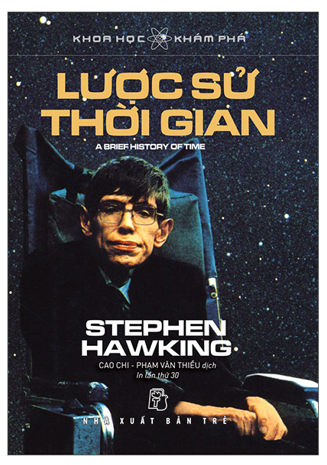 KHOA HỌC KHÁM PHÁ
LƯỢC SỬ
THỜI GIAN
A BRIEF HISTORY OF TIME
STEPHEN
HAWKING
CAO CHI - PHẠM VĂN THIỀU dịch
In lần thứ 30
NHÀ XUẤT BẢN TRẺ